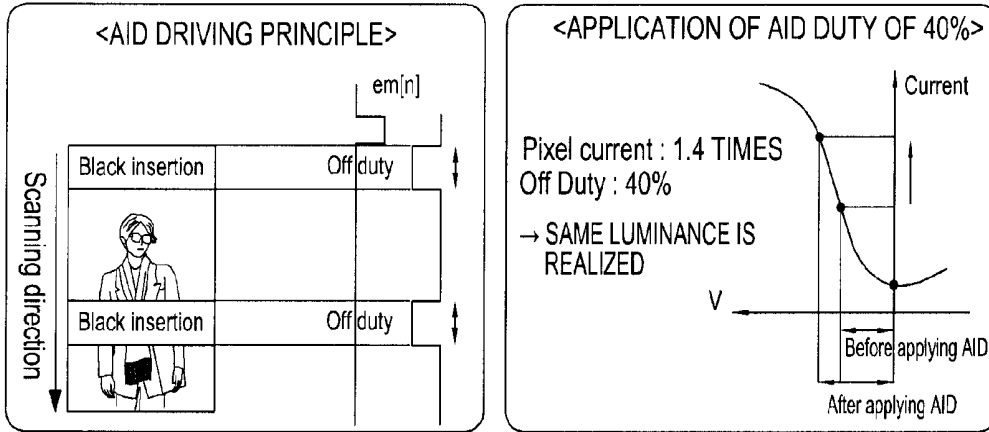 <AID DRIVING PRINCIPLE>
em[n]
Black insertion
Off duty
Scanning direction
Black insertion
Off duty
<APPLICATION OF AID DUTY OF 40%>
Current
Pixel current : 1.4 TIMES
Off Duty : 40%
→ SAME LUMINANCE IS
REALIZED
V
Before applying AID
After applying AID